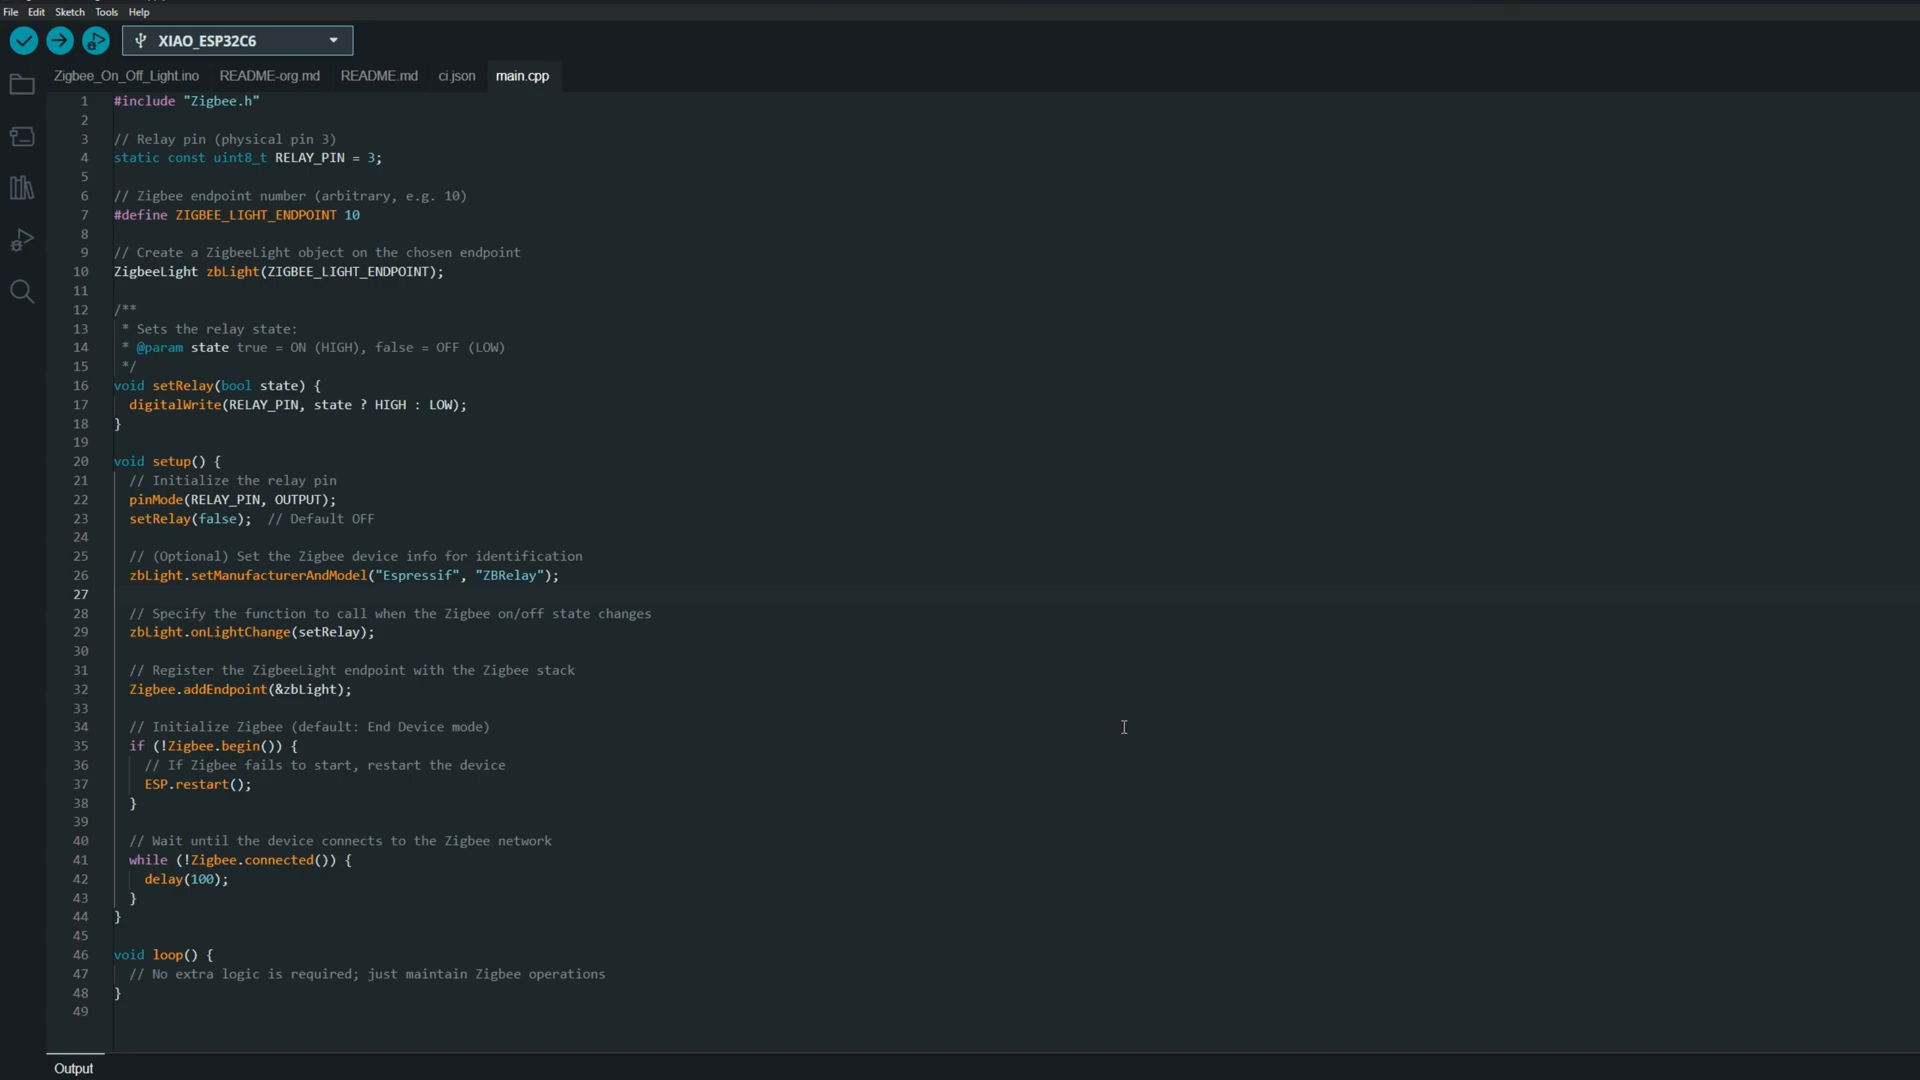 File Edit Sketch Tools Help
XIAO_ESP32C6
Zigbee_On_Off_Light.ino README-org.md README.md ci.json main.cpp
1 #include "Zigbee.h"
2
3 // Relay pin (physical pin 3)
4 static const uint8_t RELAY_PIN = 3;
5
6 // Zigbee endpoint number (arbitrary, e.g. 10)
7 #define ZIGBEE_LIGHT_ENDPOINT 10
8
9 // Create a ZigbeeLight object on the chosen endpoint
10 ZigbeeLight zbLight(ZIGBEE_LIGHT_ENDPOINT);
11
12 /**
13 * Sets the relay state:
14 * @param state true = ON (HIGH), false = OFF (LOW)
15 */
16 void setRelay(bool state) {
17 digitalWrite(RELAY_PIN, state ? HIGH : LOW);
18 }
19
20 void setup() {
21 // Initialize the relay pin
22 pinMode(RELAY_PIN, OUTPUT);
23 setRelay(false); // Default OFF
24
25 // (Optional) Set the Zigbee device info for identification
26 zbLight.setManufacturerAndModel("Espressif", "ZBRelay");
27
28 // Specify the function to call when the Zigbee on/off state changes
29 zbLight.onLightChange(setRelay);
30
31 // Register the ZigbeeLight endpoint with the Zigbee stack
32 Zigbee.addEndpoint(&zbLight);
33
34 // Initialize Zigbee (default: End Device mode)
35 if (!Zigbee.begin()) {
36 // If Zigbee fails to start, restart the device
37 ESP.restart();
38 }
39
40 // Wait until the device connects to the Zigbee network
41 while (!Zigbee.connected()) {
42 delay(100);
43 }
44 }
45
46 void loop() {
47 // No extra logic is required; just maintain Zigbee operations
48 }
49
Output